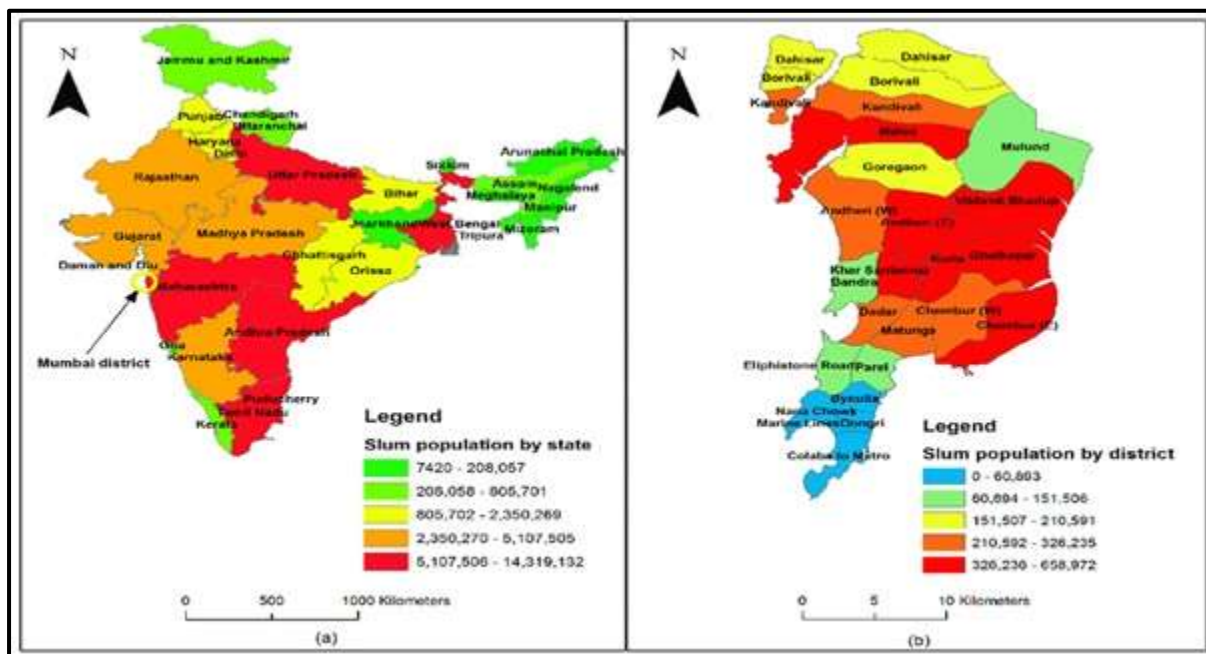 N
Jammu and Kashmir
Punjab
Chandigarh
Uttaranchal
Haryana
Delhi
Rajasthan
Uttar Pradesh
Sikkim
Arunachal Pradesh
Assam
Nagaland
Meghalaya
Manipur
Bihar
Gujarat
Madhya Pradesh
Jharkhand
West Bengal
Tripura
Mizoram
Chhattisgarh
Orissa
Daman and Diu
Maharashtra
Andhra Pradesh
Mumbai district
Goa
Karnataka
Puducherry
Tamil Nadu
Kerala
Legend
Slum population by state
7420 - 208,057
208,058 - 805,701
805,702 - 2,350,269
2,350,270 - 5,107,505
5,107,506 - 14,319,132
0 500 1000 Kilometers
(a)
N
Dahisar
Dahisar
Borivali
Borivali
Kandivali
Kandivali
Malad
Mulund
Goregaon
Andheri (W)
Andheri (E)
Bhadup
Kurla
Ghatkopar
Bandra
Dadar
Chembur (W)
Matunga
Chembur (E)
Eliphistone Road
Parel
Byculla
Nana Chowk
Marine Lines
Dongri
Colaba to Metro
Legend
Slum population by district
0 - 60,893
60,894 - 151,506
151,507 - 210,591
210,592 - 326,235
326,236 - 658,972
0 5 10 Kilometers
(b)